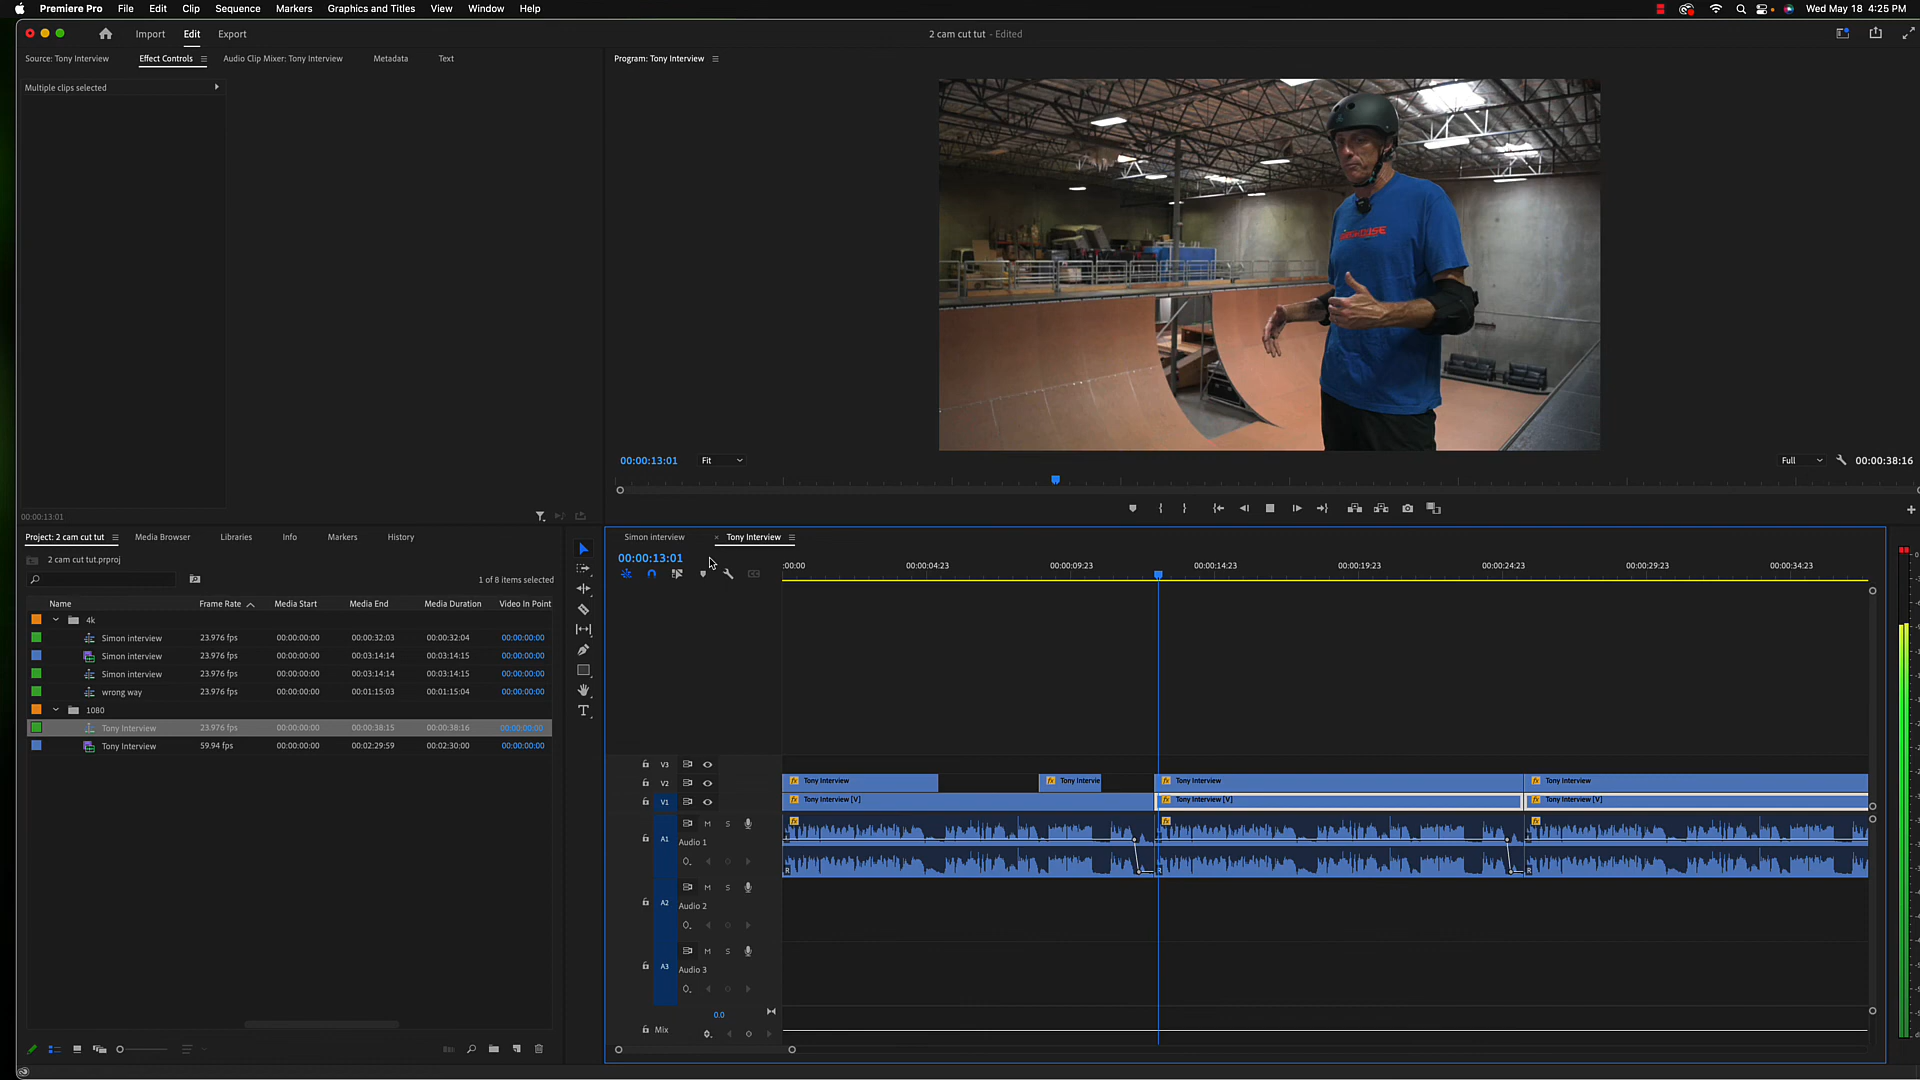 Premiere Pro File Edit Clip Sequence Markers Graphics and Titles View Window Help Wed May 18 4:25 PM
Import Edit Export 2 cam cut tut - Edited
Source: Tony Interview Effect Controls Audio Clip Mixer: Tony Interview Metadata Text Program: Tony Interview
Multiple clips selected
00:00:13:01 Fit Full 00:00:38:16
00:00:13:01
Project: 2 cam cut tut Media Browser Libraries Info Markers History
Simon interview × Tony Interview
2 cam cut tut.prproj
00:00:13:01
:00:00 00:00:04:23 00:00:09:23 00:00:14:23 00:00:19:23 00:00:24:23 00:00:29:23 00:00:34:23
1 of 8 items selected
Name Frame Rate Media Start Media End Media Duration Video In Point
4k
Simon interview 23.976 fps 00:00:00:00 00:00:32:03 00:00:32:04 00:00:00:00
Simon interview 23.976 fps 00:00:00:00 00:03:14:14 00:03:14:15 00:00:00:00
Simon interview 23.976 fps 00:00:00:00 00:03:14:14 00:03:14:15 00:00:00:00
wrong way 23.976 fps 00:00:00:00 00:01:15:03 00:01:15:04 00:00:00:00
1080
Tony Interview 23.976 fps 00:00:00:00 00:00:38:15 00:00:38:16 00:00:00:00
Tony Interview 59.94 fps 00:00:00:00 00:02:29:59 00:02:30:00 00:00:00:00
V3
V2 fx Tony Interview fx Tony Intervie fx Tony Interview fx Tony Interview
V1 fx Tony Interview [V] fx Tony Interview [V] fx Tony Interview [V]
M S fx fx fx
A1 Audio 1
R R R
M S
A2 Audio 2
M S
A3 Audio 3
0.0
Mix